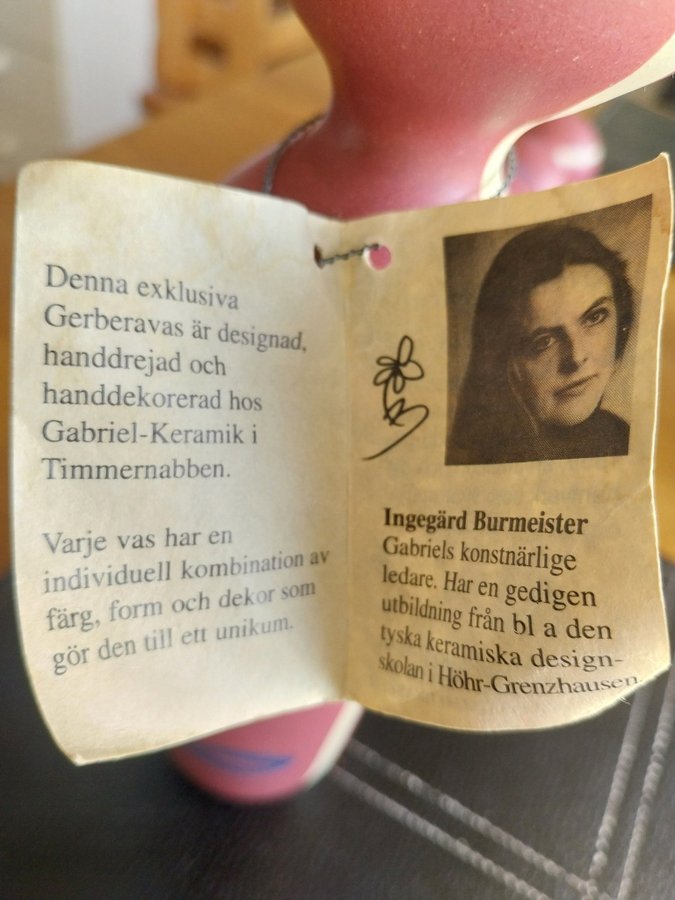 Denna exklusiva
Gerberavas är designad,
handdrejad och
handdekorerad hos
Gabriel-Keramik i
Timmernabben.
Varje vas har en
individuell kombination av
färg, form och dekor som
gör den till ett unikum.
Ingegärd Burmeister
Gabriels konstnärlige
ledare. Har en gedigen
utbildning från bl a den
tyska keramiska design-
skolan i Höhr-Grenzhausen.